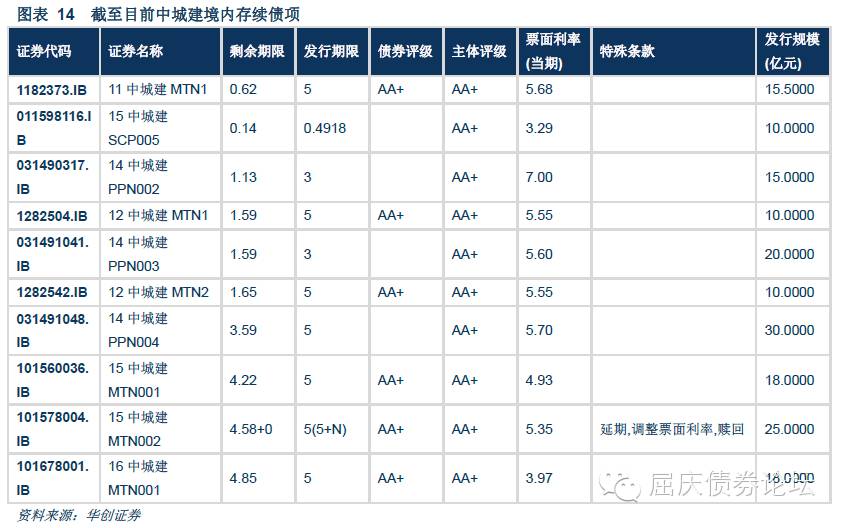 图表 14 截至目前中城建境内存续债项
证券代码 证券名称 剩余期限 发行期限 债券评级 主体评级 票面利率(当期) 特殊条款 发行规模(亿元)
1182373.IB 11 中城建 MTN1 0.62 5 AA+ AA+ 5.68 15.5000
011598116.IB 15 中城建 SCP005 0.14 0.4918 AA+ 3.29 10.0000
031490317.IB 14 中城建 PPN002 1.13 3 AA+ 7.00 15.0000
1282504.IB 12 中城建 MTN1 1.59 5 AA+ AA+ 5.55 10.0000
031491041.IB 14 中城建 PPN003 1.59 3 AA+ 5.60 20.0000
1282542.IB 12 中城建 MTN2 1.65 5 AA+ AA+ 5.55 10.0000
031491048.IB 14 中城建 PPN004 3.59 5 AA+ 5.70 30.0000
101560036.IB 15 中城建 MTN001 4.22 5 AA+ AA+ 4.93 18.0000
101578004.IB 15 中城建 MTN002 4.58+0 5(5+N) AA+ AA+ 5.35 延期,调整票面利率,赎回 25.0000
101678001.IB 16 中城建 MTN001 4.85 5 AA+ AA+ 3.97 18.0000
资料来源：华创证券
屈庆债券论坛